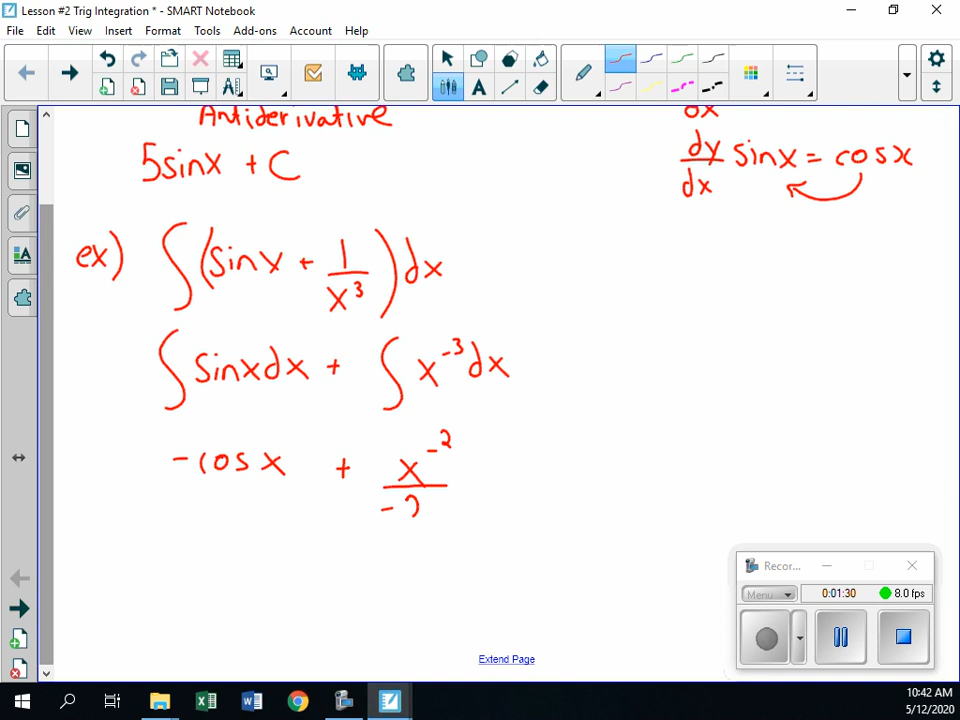 Lesson #2 Trig Integration * - SMART Notebook
File Edit View Insert Format Tools Add-ons Account Help
Antiderivative
5sinx + C
dx
dy/dx sinx = cosx
ex) ∫(sinx + 1/x³)dx
∫sinxdx + ∫x⁻³dx
-cosx + x⁻²/-2
Extend Page
Recor...
Menu
0:01:30
8.0 fps
10:42 AM
5/12/2020